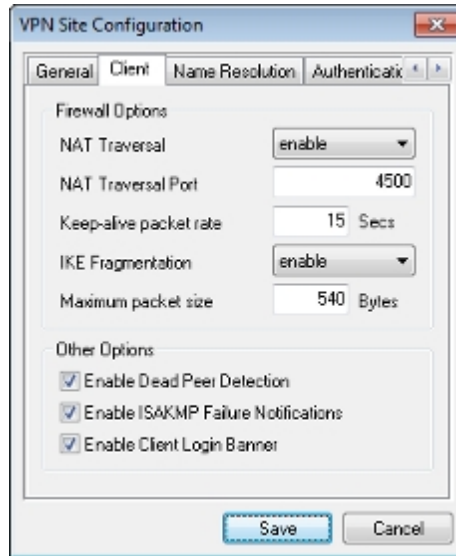 VPN Site Configuration
General Client Name Resolution Authenticatic
Firewall Options
NAT Traversal enable
NAT Traversal Port 4500
Keep-alive packet rate 15 Secs
IKE Fragmentation enable
Maximum packet size 540 Bytes
Other Options
Enable Dead Peer Detection
Enable ISAKMP Failure Notifications
Enable Client Login Banner
Save Cancel